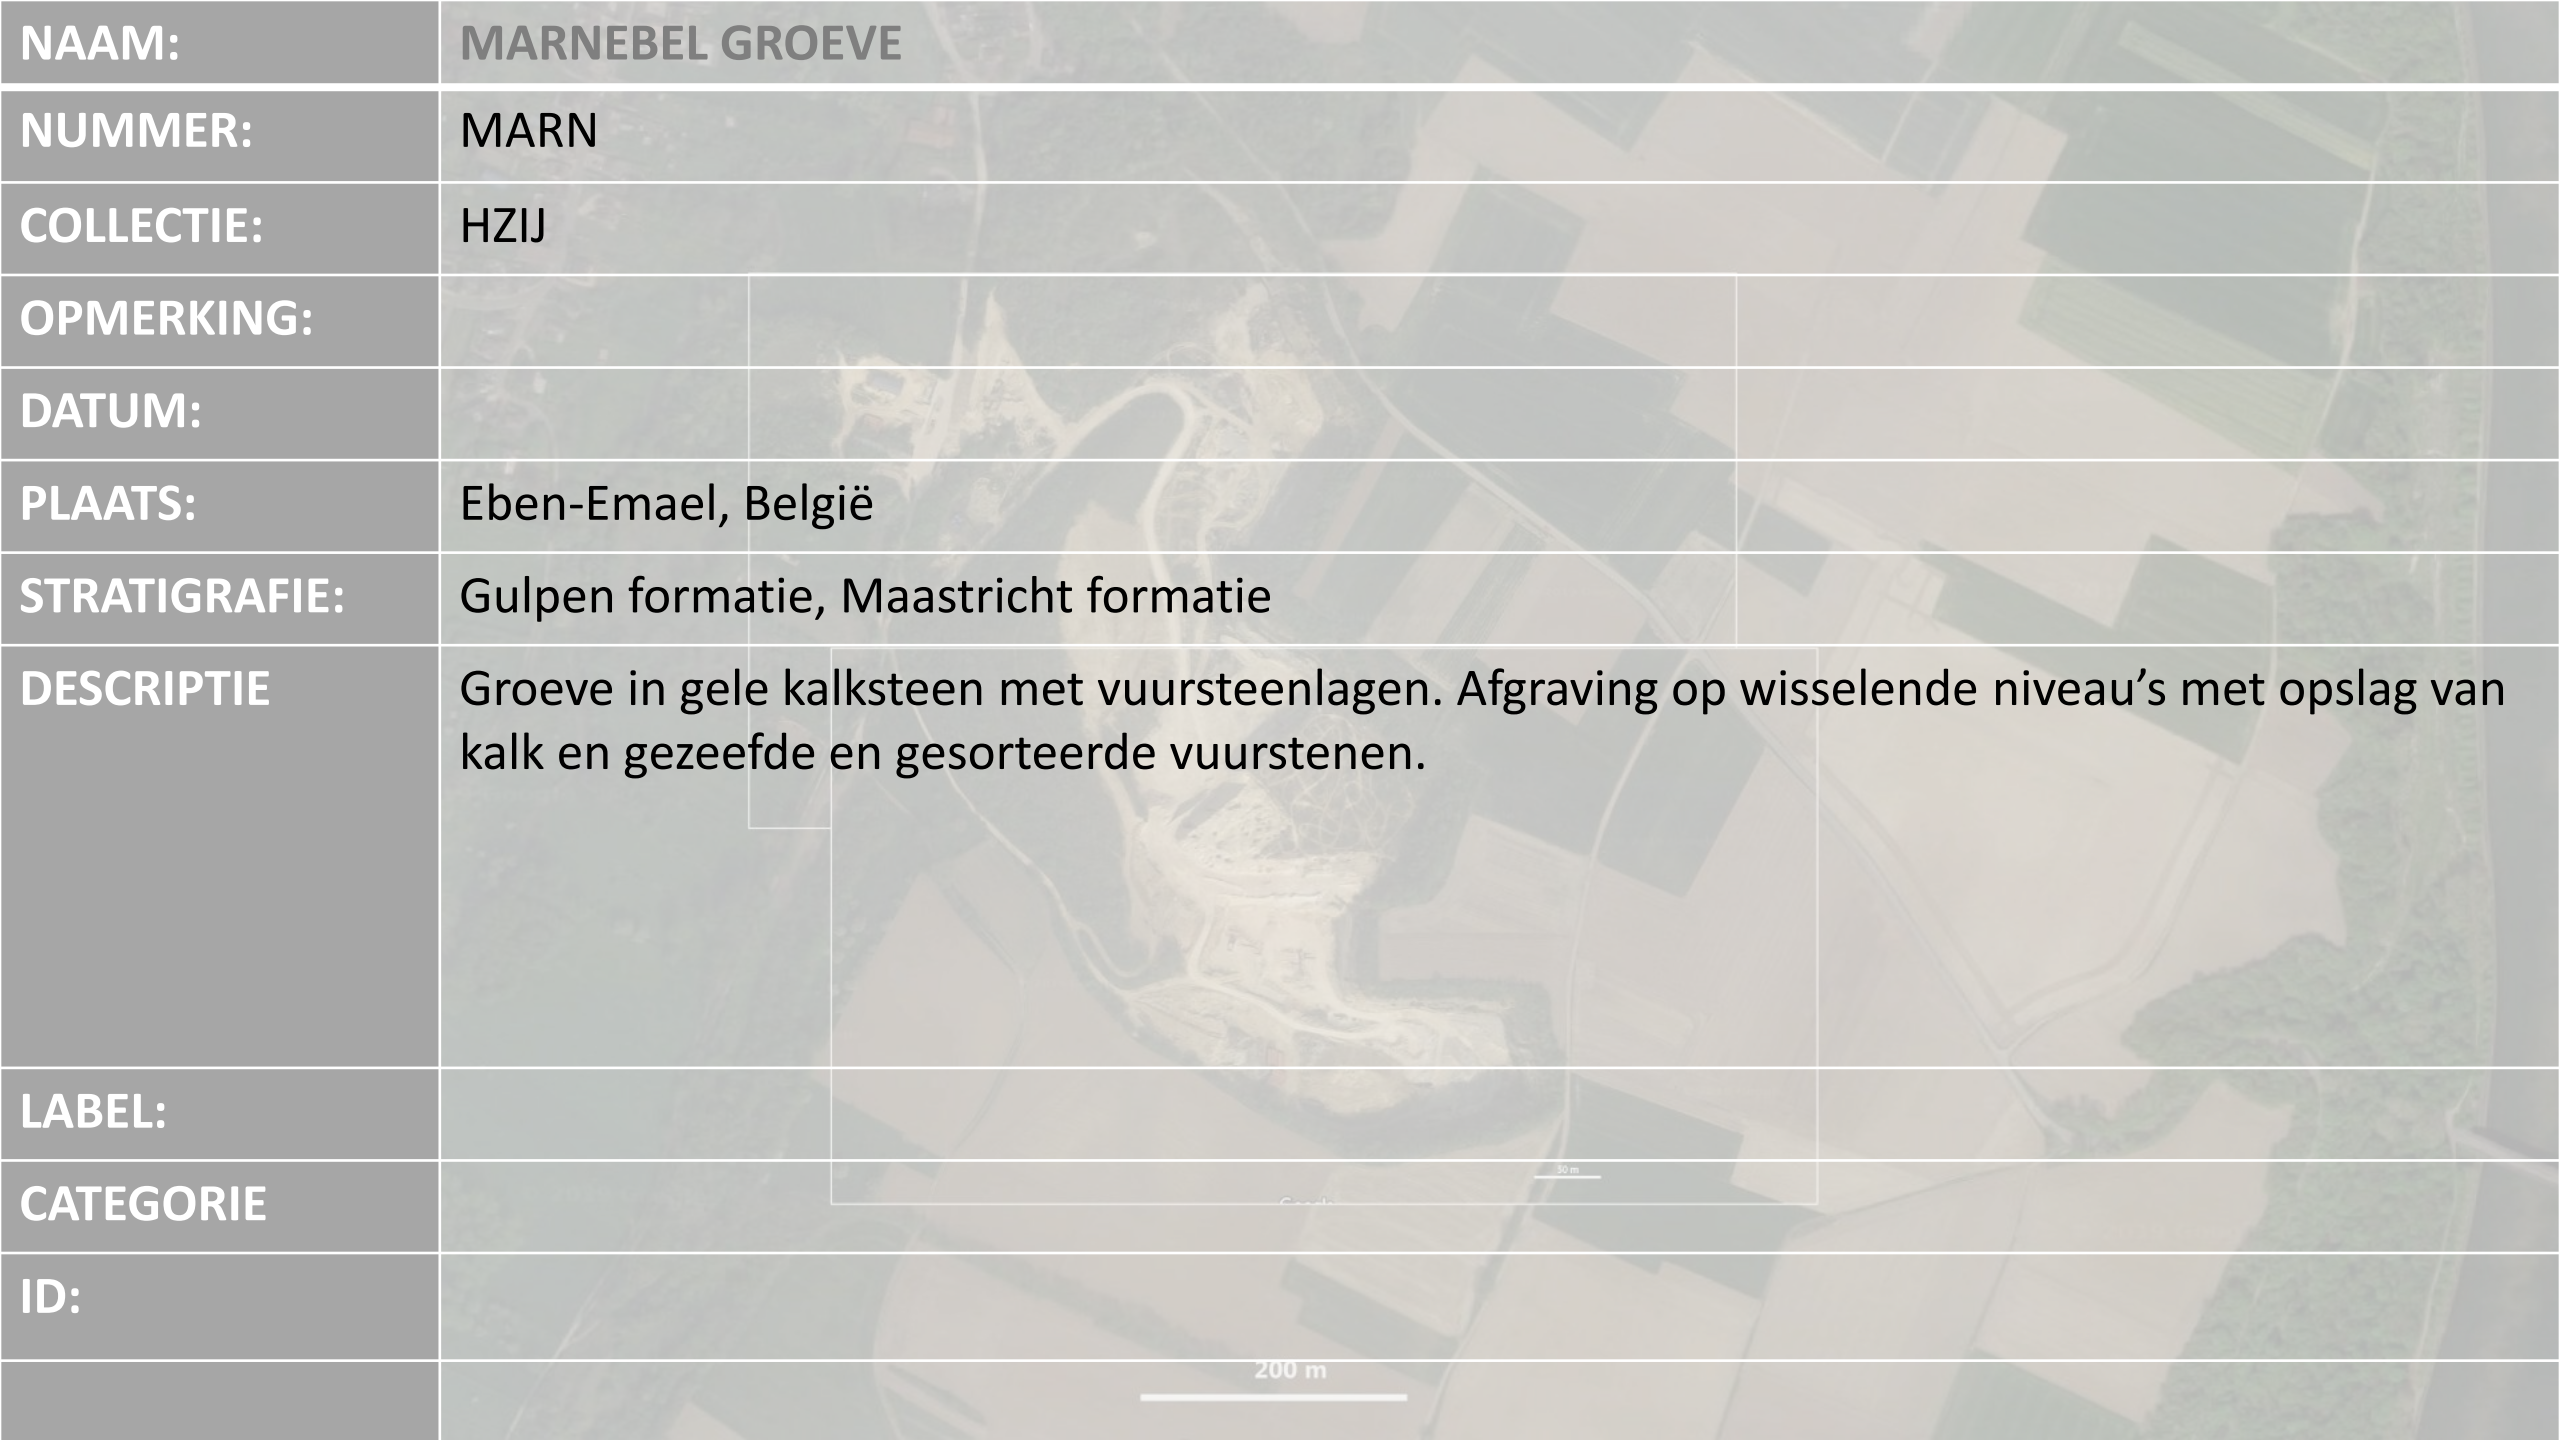 NAAM: MARNEBEL GROEVE
NUMMER: MARN
COLLECTIE: HZIJ
OPMERKING:
DATUM:
PLAATS: Eben-Emael, België
STRATIGRAFIE: Gulpen formatie, Maastricht formatie
DESCRIPTIE Groeve in gele kalksteen met vuursteenlagen. Afgraving op wisselende niveau’s met opslag van
kalk en gezeefde en gesorteerde vuurstenen.
LABEL:
50 m
CATEGORIE
Google
ID:
200 m